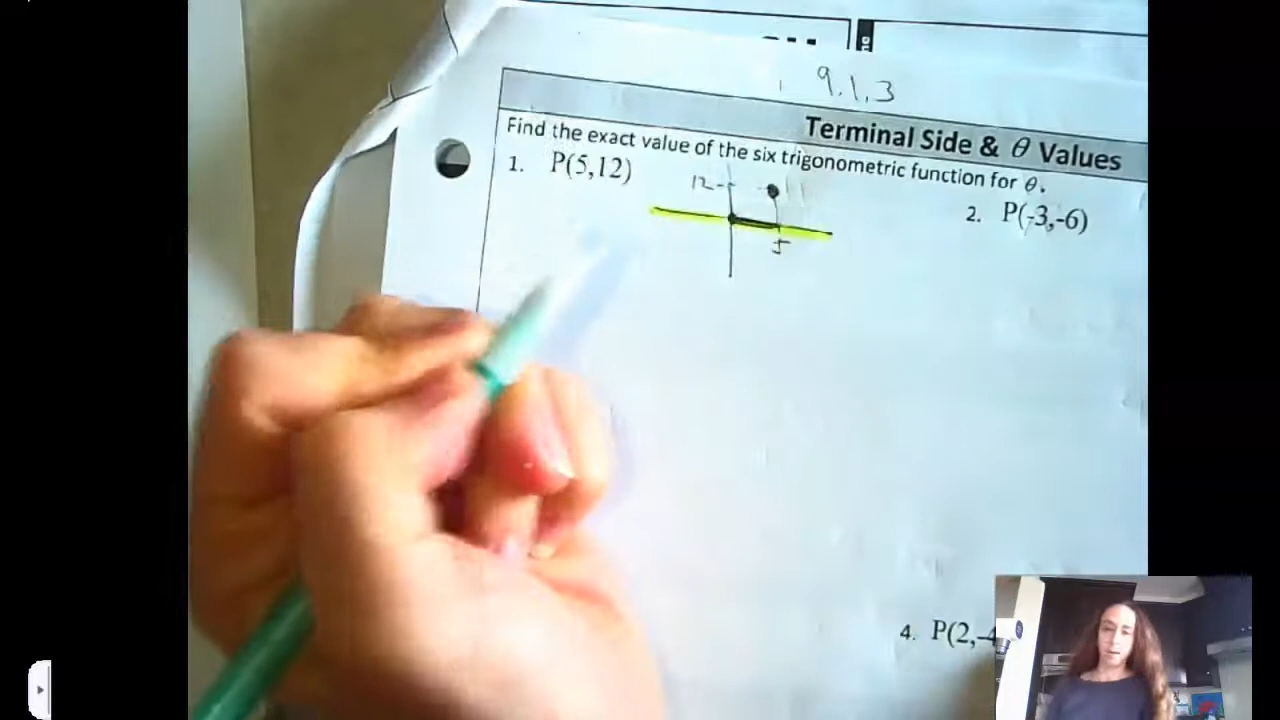 9.1.3
Terminal Side & θ Values
Find the exact value of the six trigonometric function for θ.
1. P(5,12)
12
5
2. P(-3,-6)
4. P(2,-4